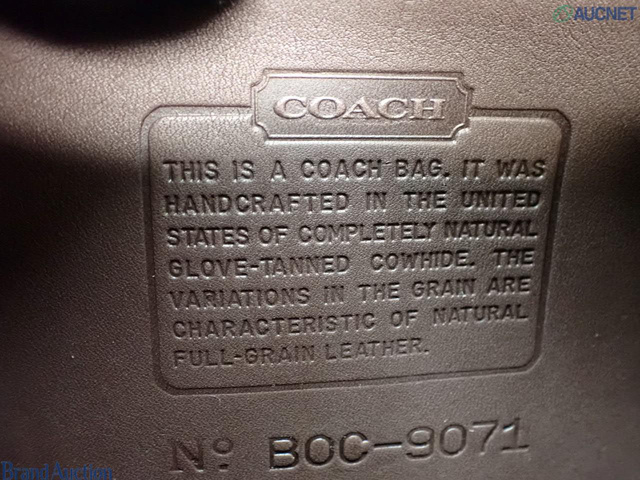 AUCNET
COACH
THIS IS A COACH BAG. IT WAS
HANDCRAFTED IN THE UNITED
STATES OF COMPLETELY NATURAL
GLOVE-TANNED COWHIDE. THE
VARIATIONS IN THE GRAIN ARE
CHARACTERISTIC OF NATURAL
FULL-GRAIN LEATHER.
Nº BOC-9071
Brand Auction